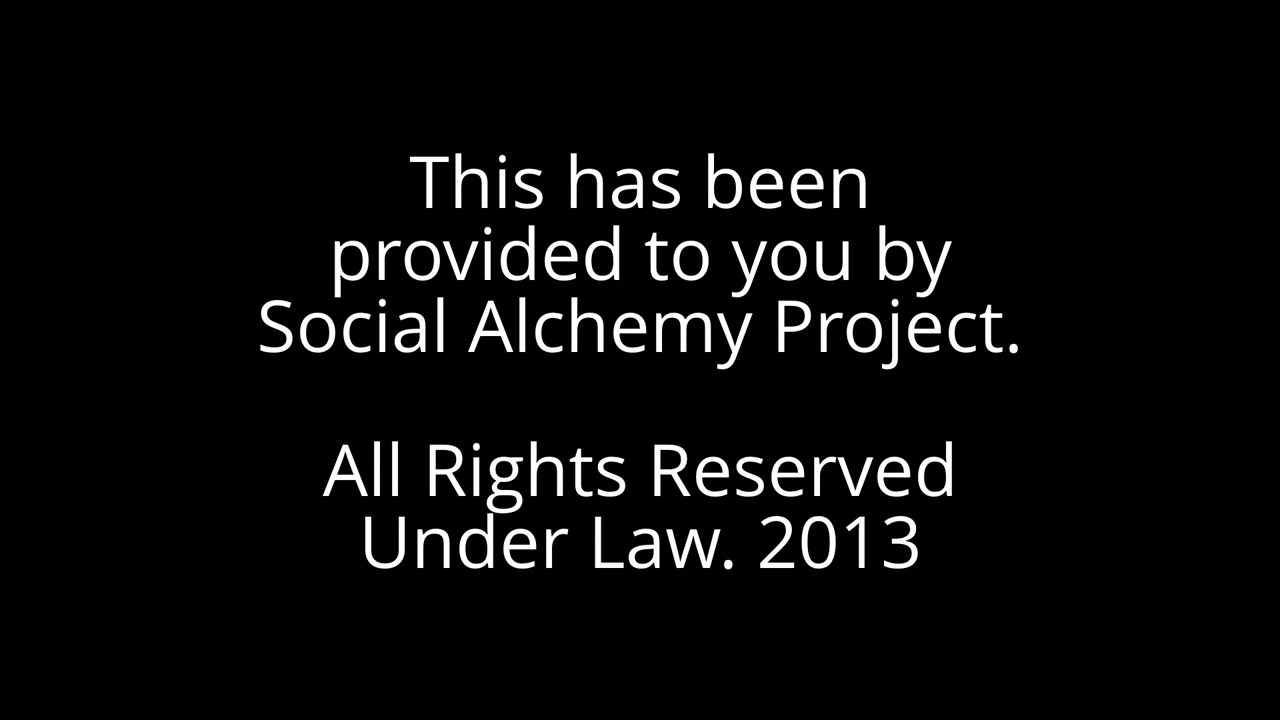 This has been
provided to you by
Social Alchemy Project.
All Rights Reserved
Under Law. 2013